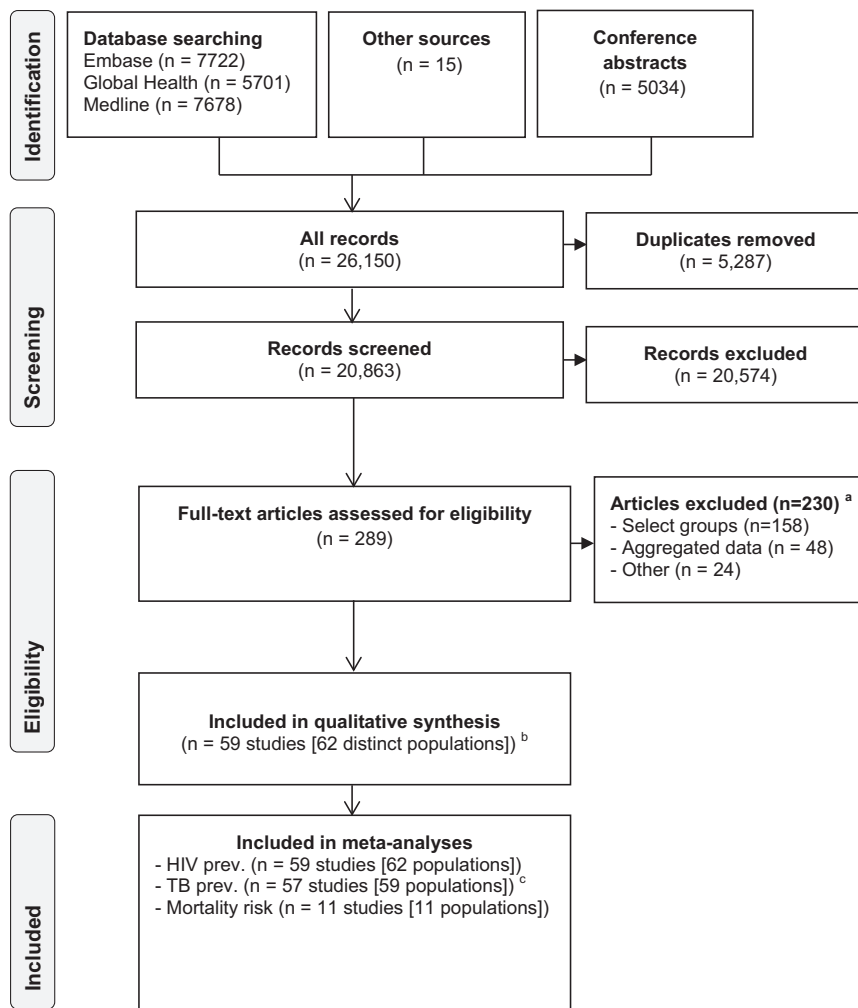 Identification
Database searching
Embase (n = 7722)
Global Health (n = 5701)
Medline (n = 7678)
Other sources
(n = 15)
Conference
abstracts
(n = 5034)
Screening
All records
(n = 26,150)
Duplicates removed
(n = 5,287)
Records screened
(n = 20,863)
Records excluded
(n = 20,574)
Eligibility
Full-text articles assessed for eligibility
(n = 289)
Articles excluded (n=230) a
- Select groups (n=158)
- Aggregated data (n = 48)
- Other (n = 24)
Included in qualitative synthesis
(n = 59 studies [62 distinct populations]) b
Included
Included in meta-analyses
- HIV prev. (n = 59 studies [62 populations])
- TB prev. (n = 57 studies [59 populations]) c
- Mortality risk (n = 11 studies [11 populations])